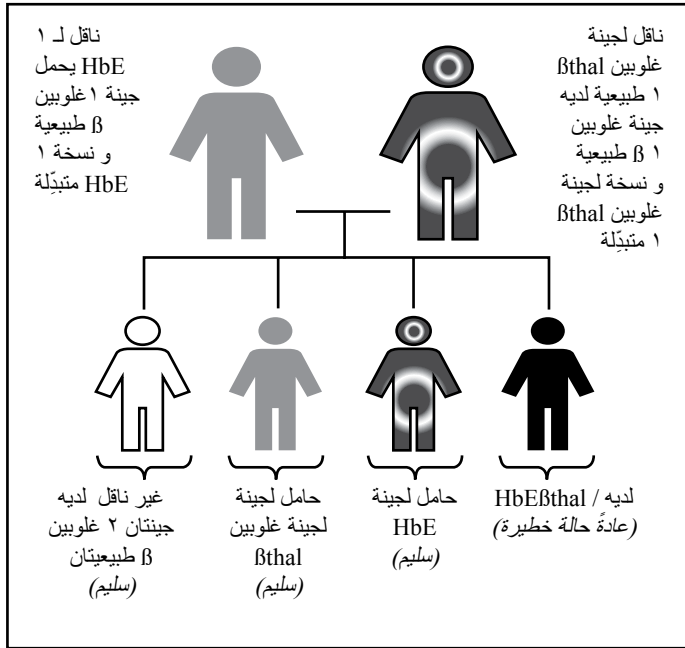 ناقل لجينة
غلوبين ßthal
١ طبيعية لديه
جينة غلوبين
١ ß طبيعية
و نسخة لجينة
غلوبين ßthal
١ متبدِّلة
ناقل لـ ١
HbE يحمل
جينة ١غلوبين
ß طبيعية
و نسخة ١
HbE متبدِّلة
لديه / HbEßthal
(عادةً حالة خطيرة)
حامل لجينة
HbE
(سليم)
حامل لجينة
لجينة غلوبين
ßthal
(سليم)
غير ناقل لديه
جينتان ٢ غلوبين
ß طبيعيتان
(سليم)